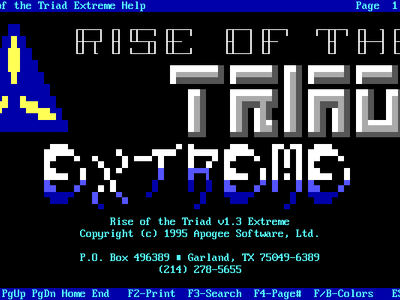 of the Triad Extreme Help Page 1
RISE OF THE
TRIAD
EXTREME
Rise of the Triad v1.3 Extreme
Copyright (c) 1995 Apogee Software, Ltd.
P.O. Box 496389 ■ Garland, TX 75049-6389
(214) 278-5655
PgUp PgDn Home End F2-Print F3-Search F4-Page# F/B-Colors ES